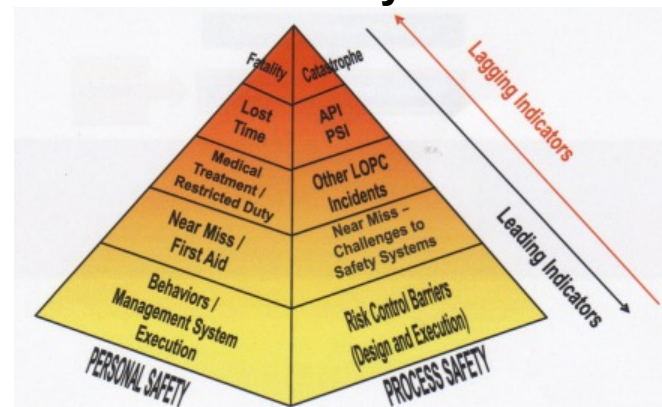 Fatality
Catastrophe
Lost
Time
API
PSI
Medical
Treatment /
Restricted Duty
Other LOPC
Incidents
Near Miss /
First Aid
Near Miss –
Challenges to
Safety Systems
Behaviors /
Management System
Execution
Risk Control Barriers
(Design and Execution)
PERSONAL SAFETY
PROCESS SAFETY
Lagging Indicators
Leading Indicators